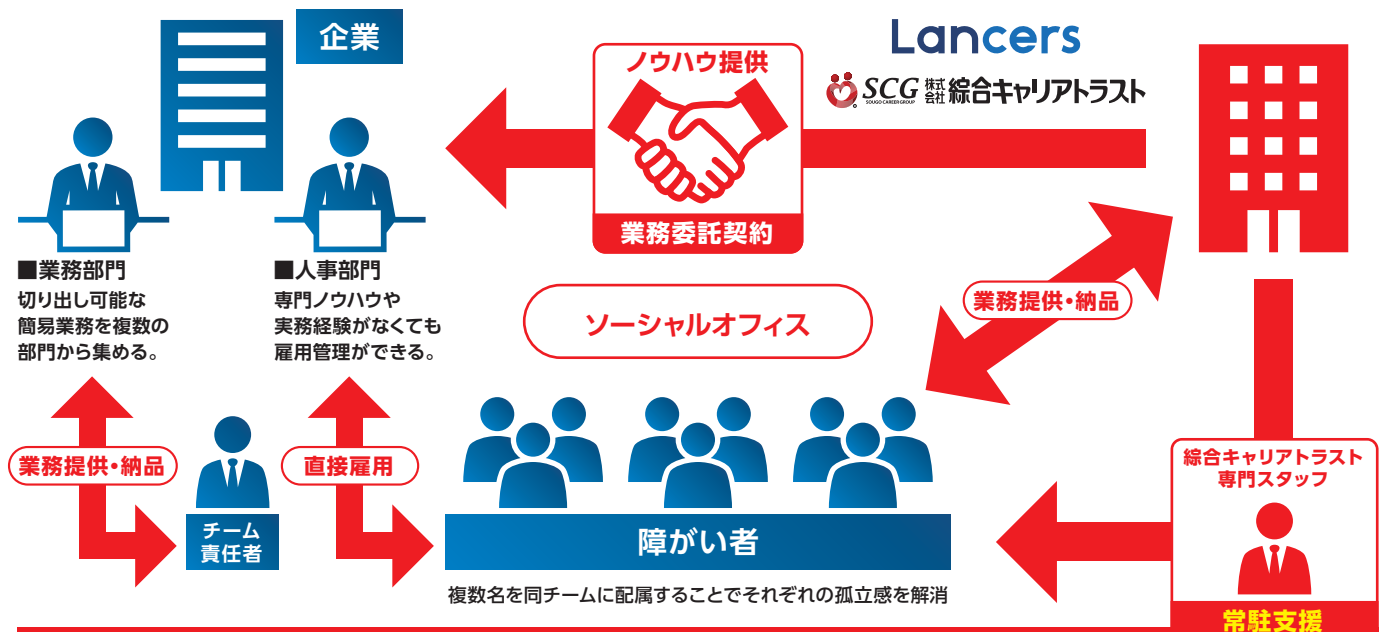 企業
ノウハウ提供
業務委託契約
Lancers
SCG 株式会社 綜合キャリアトラスト
SOUGO CAREER GROUP
■業務部門
切り出し可能な
簡易業務を複数の
部門から集める。
■人事部門
専門ノウハウや
実務経験がなくても
雇用管理ができる。
ソーシャルオフィス
業務提供・納品
業務提供・納品
チーム
責任者
直接雇用
障がい者
複数名を同チームに配属することでそれぞれの孤立感を解消
綜合キャリアトラスト
専門スタッフ
常駐支援